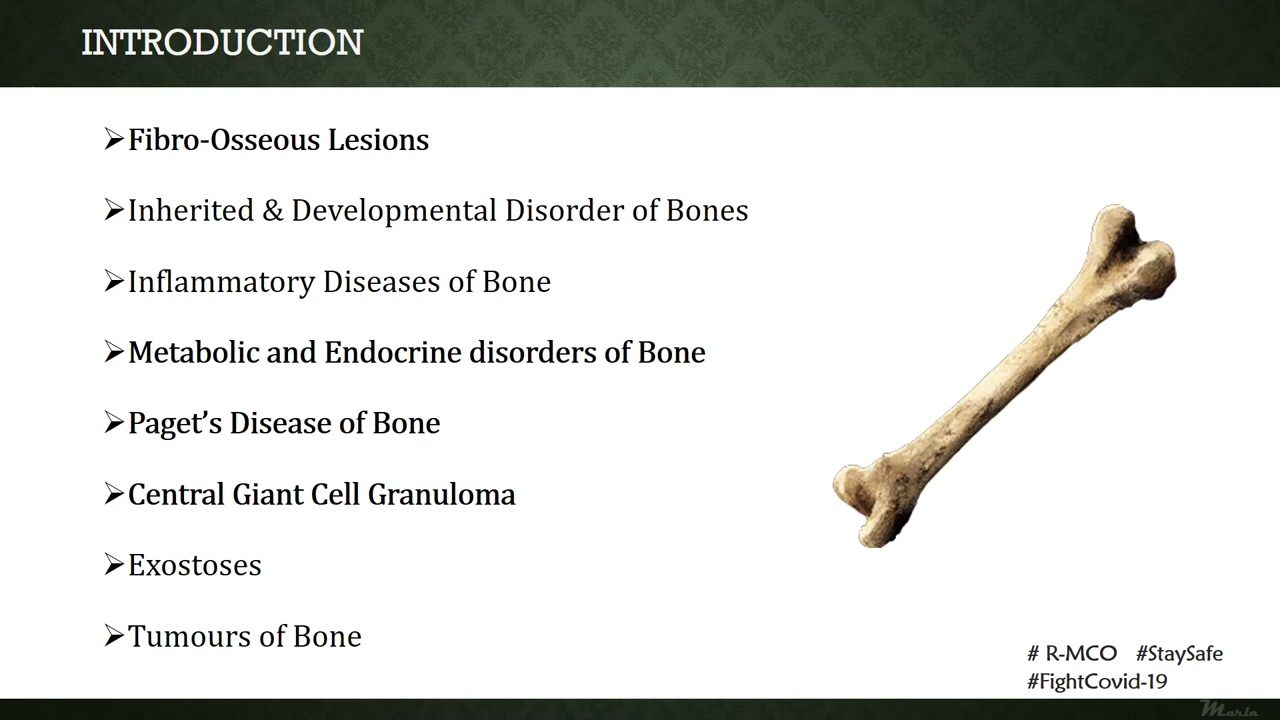 INTRODUCTION
➢Fibro-Osseous Lesions
➢Inherited & Developmental Disorder of Bones
➢Inflammatory Diseases of Bone
➢Metabolic and Endocrine disorders of Bone
➢Paget’s Disease of Bone
➢Central Giant Cell Granuloma
➢Exostoses
➢Tumours of Bone
# R-MCO #StaySafe
#FightCovid-19